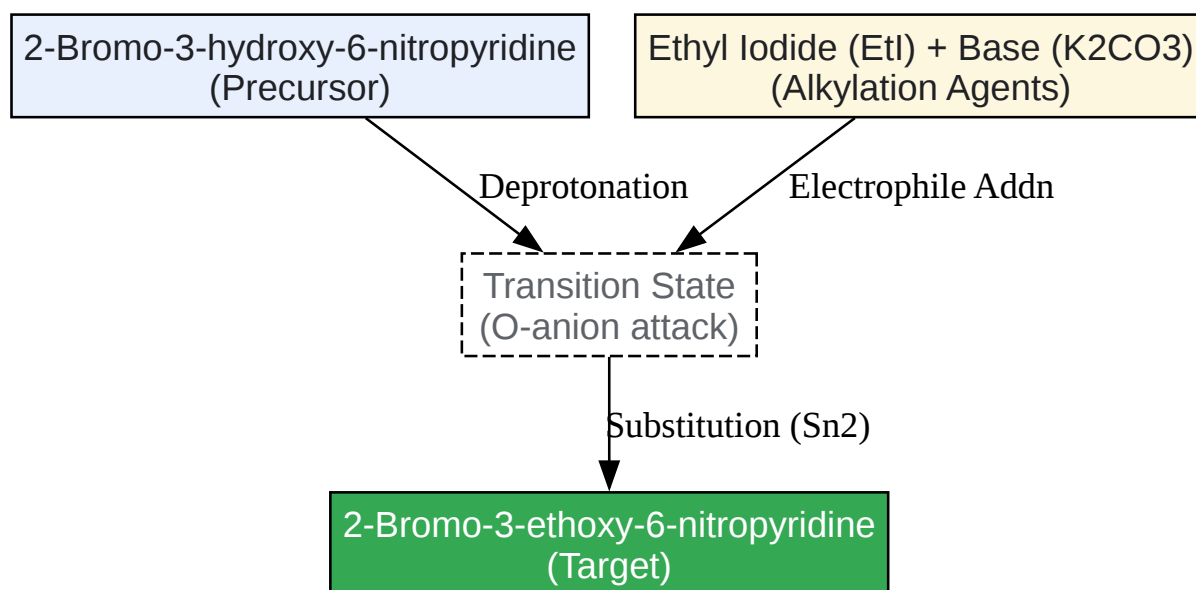 2-Bromo-3-hydroxy-6-nitropyridine
(Precursor)
Ethyl Iodide (EtI) + Base (K2CO3)
(Alkylation Agents)
Deprotonation
Electrophile Addn
Transition State
(O-anion attack)
Substitution (Sn2)
2-Bromo-3-ethoxy-6-nitropyridine
(Target)